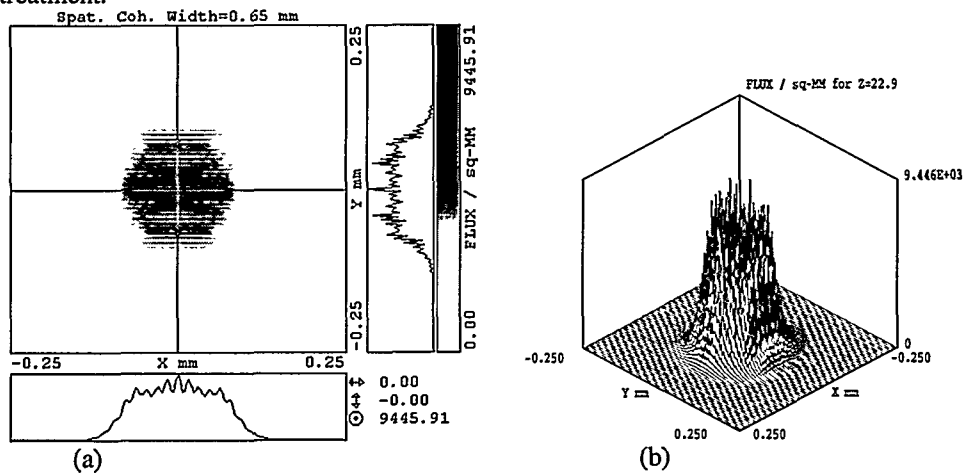 treatment.
Spat. Coh. Width=0.65 mm
0.25
Y mm
-0.25
9445.91
FLUX / sq-MM
0.00
-0.25
X mm
0.25
↔ 0.00
↕ -0.00
⊙ 9445.91
(a)
FLUX / sq-MM for Z=22.9
9.446E+03
0
-0.250
-0.250
Y mm
X mm
0.250
0.250
(b)